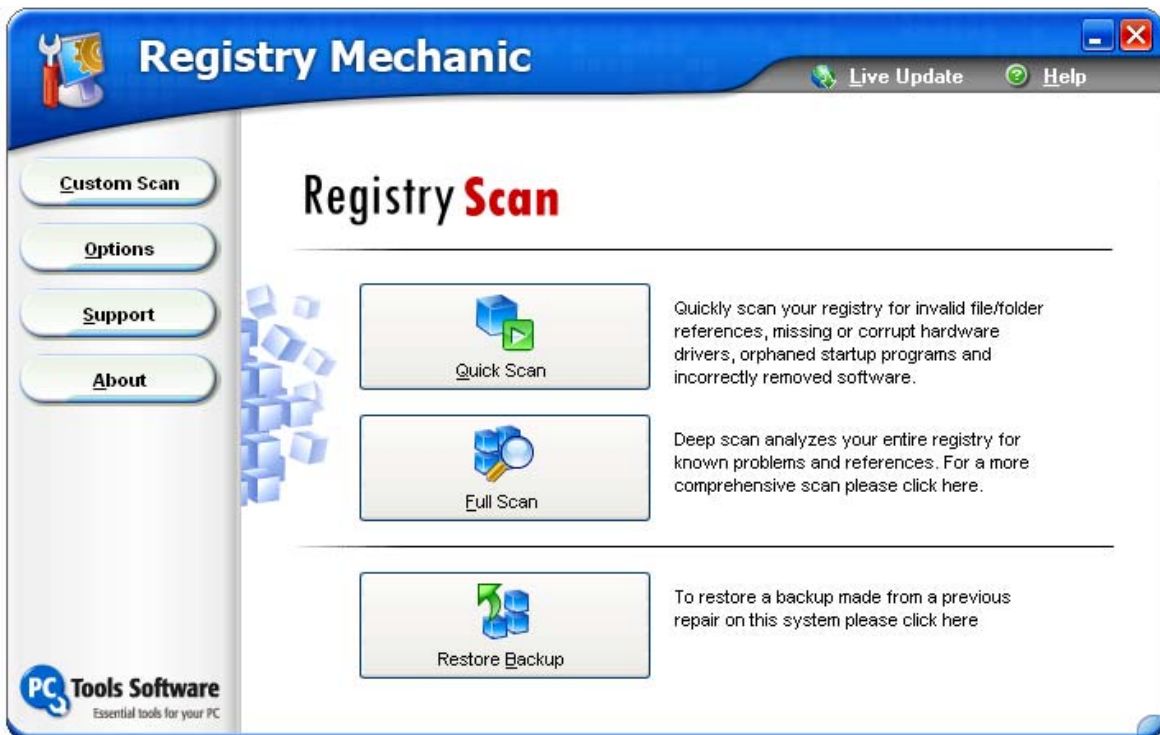 Registry Mechanic
Live Update
Help
Custom Scan
Options
Support
About
Registry Scan
Quick Scan
Quickly scan your registry for invalid file/folder
references, missing or corrupt hardware
drivers, orphaned startup programs and
incorrectly removed software.
Full Scan
Deep scan analyzes your entire registry for
known problems and references. For a more
comprehensive scan please click here.
Restore Backup
To restore a backup made from a previous
repair on this system please click here
PC Tools Software
Essential tools for your PC